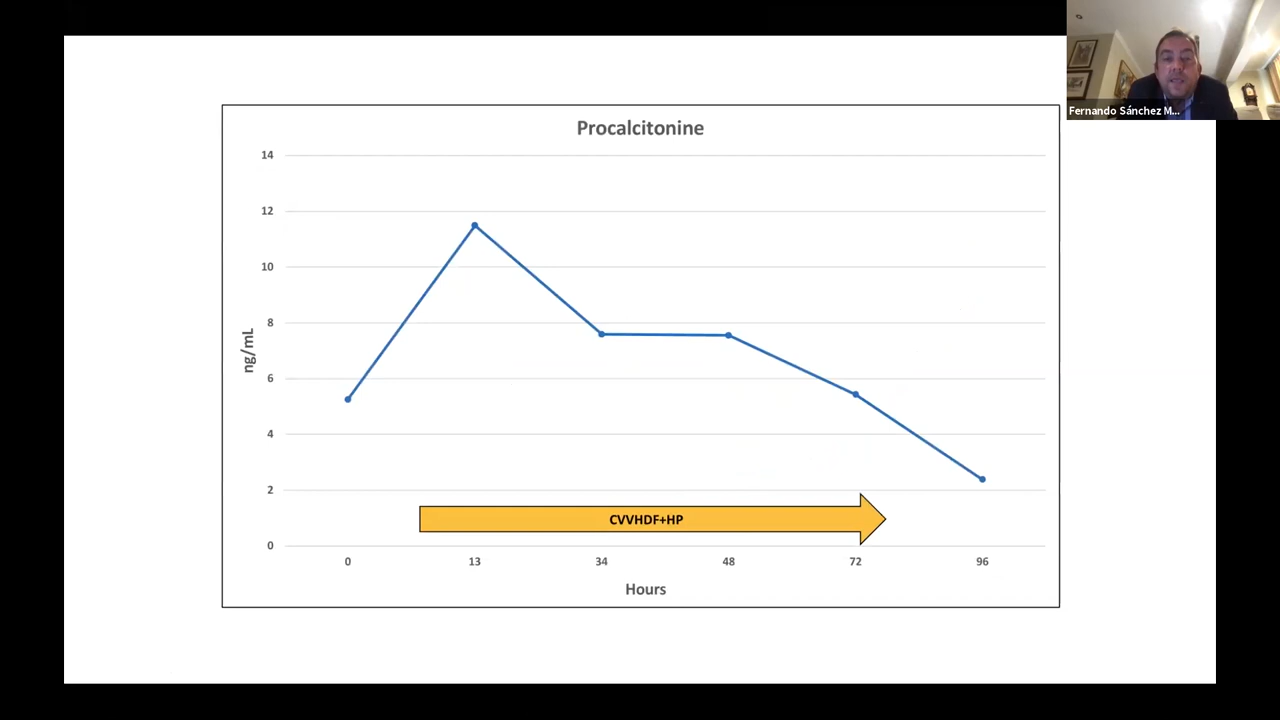 Fernando Sánchez M...
Procalcitonine
14
12
10
8
6
4
2
0
ng/mL
CVVHDF+HP
0 13 34 48 72 96
Hours